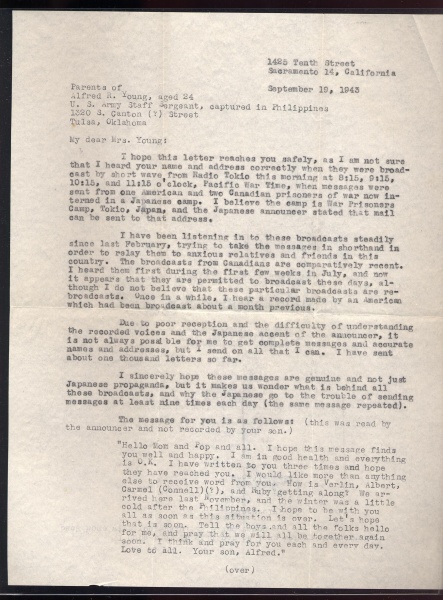 1425 Tenth Street
Sacramento 14, California
September 19, 1943
Parents of
Alfred R. Young, aged 24
U. S. Army Staff Sergeant, captured in Philippines
1320 S. Canton (?) Street
Tulsa, Oklahoma
My dear Mrs. Young:
I hope this letter reaches you safely, as I am not sure
that I heard your name and address correctly when they were broad-
cast by short wave from Radio Tokio this morning at 8:15, 9:15,
10:15, and 11:15 o'clock, Pacific War Time, when messages were
sent from one American and two Canadian prisoners of war now in-
terned in a Japanese camp. I believe the camp is War Prisoners
Camp, Tokio, Japan, and the Japanese announcer stated that mail
can be sent to that address.
I have been listening in to these broadcasts steadily
since last February, trying to take the messages in shorthand in
order to relay them to anxious relatives and friends in this
country. The broadcasts from Canadians are comparatively recent.
I heard them first during the first few weeks in July, and now
it appears that they are permitted to broadcast these days, al-
though I do not believe that these particular broadcasts are re-
broadcasts. Once in a while, I hear a record made by an American
which had been broadcast about a month previous.
Due to poor reception and the difficulty of understanding
the recorded voices and the Japanese accent of the announcer, it
is not always possible for me to get complete messages and accurate
names and addresses, but I send on all that I can. I have sent
about one thousand letters so far.
I sincerely hope these messages are genuine and not just
Japanese propaganda, but it makes us wonder what is behind all
these broadcasts, and why the Japanese go to the trouble of sending
messages at least nine times each day (the same message repeated).
The message for you is as follows: (this was read by
the announcer and not recorded by your son.)
"Hello Mom and Pop and all. I hope this message finds
you well and happy. I am in good health and everything
is O.K. I have written to you three times and hope
they have reached you. I would like more than anything
else to receive word from you. How is Verlin, Albert,
Carmal (Connell)(?), and Ruby getting along? We ar-
rived here last November, and the winter was a little
cold after the Philippines. I hope to be with you
all as soon as this situation is over. Let's hope
that is soon. Tell the boys and all the folks hello
for me, and pray that we will all be together again
soon. I think and pray for you each and every day.
Love to all. Your son, Alfred."
(over)